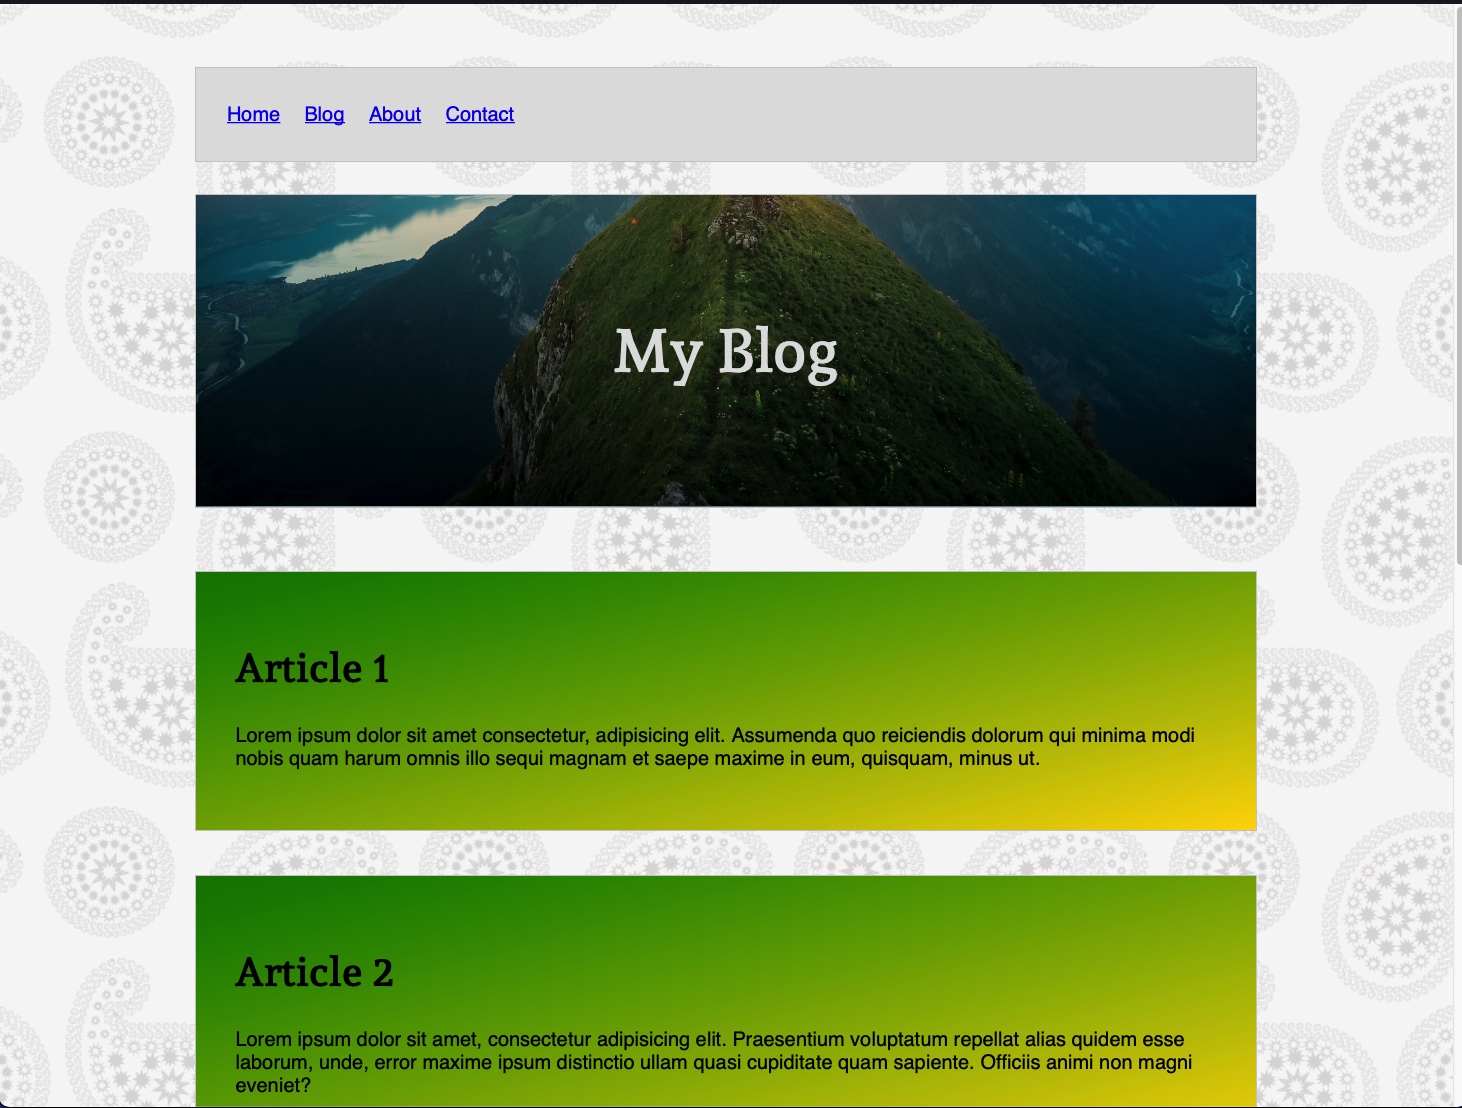 Home Blog About Contact
My Blog
Article 1
Lorem ipsum dolor sit amet consectetur, adipisicing elit. Assumenda quo reiciendis dolorum qui minima modi
nobis quam harum omnis illo sequi magnam et saepe maxime in eum, quisquam, minus ut.
Article 2
Lorem ipsum dolor sit amet, consectetur adipisicing elit. Praesentium voluptatum repellat alias quidem esse
laborum, unde, error maxime ipsum distinctio ullam quasi cupiditate quam sapiente. Officiis animi non magni
eveniet?